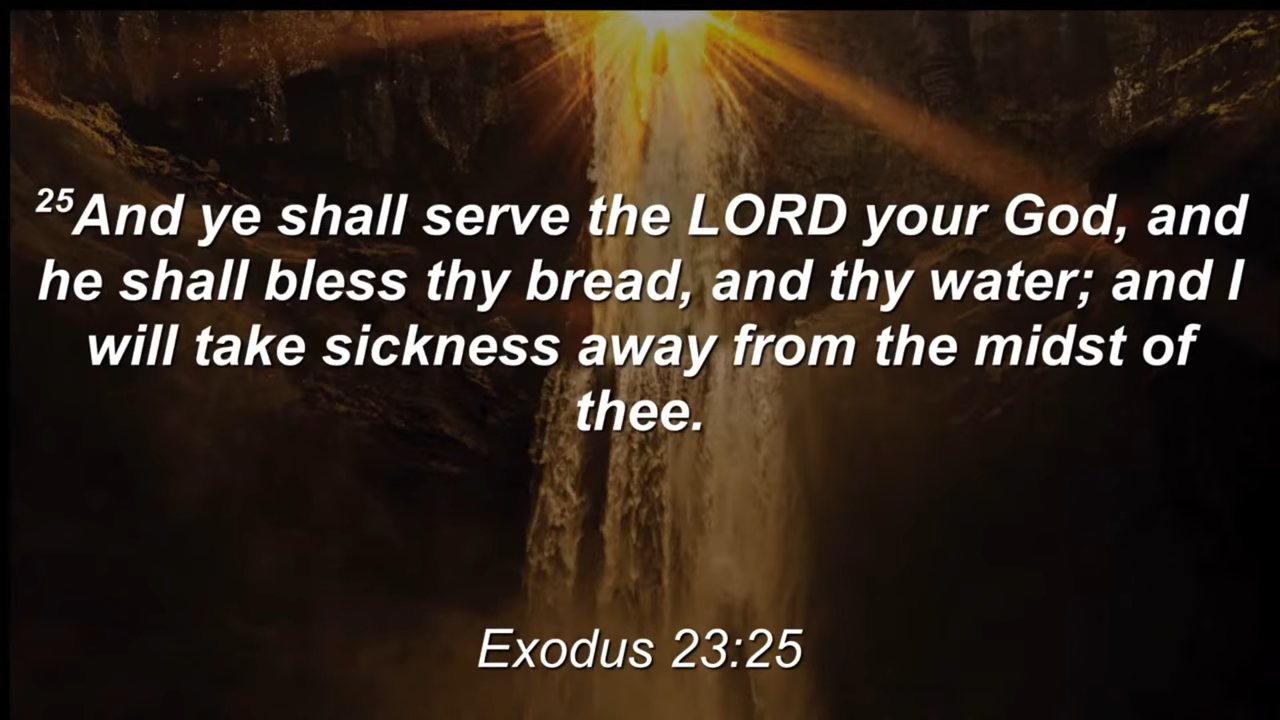 25And ye shall serve the LORD your God, and
he shall bless thy bread, and thy water; and I
will take sickness away from the midst of
thee.
Exodus 23:25